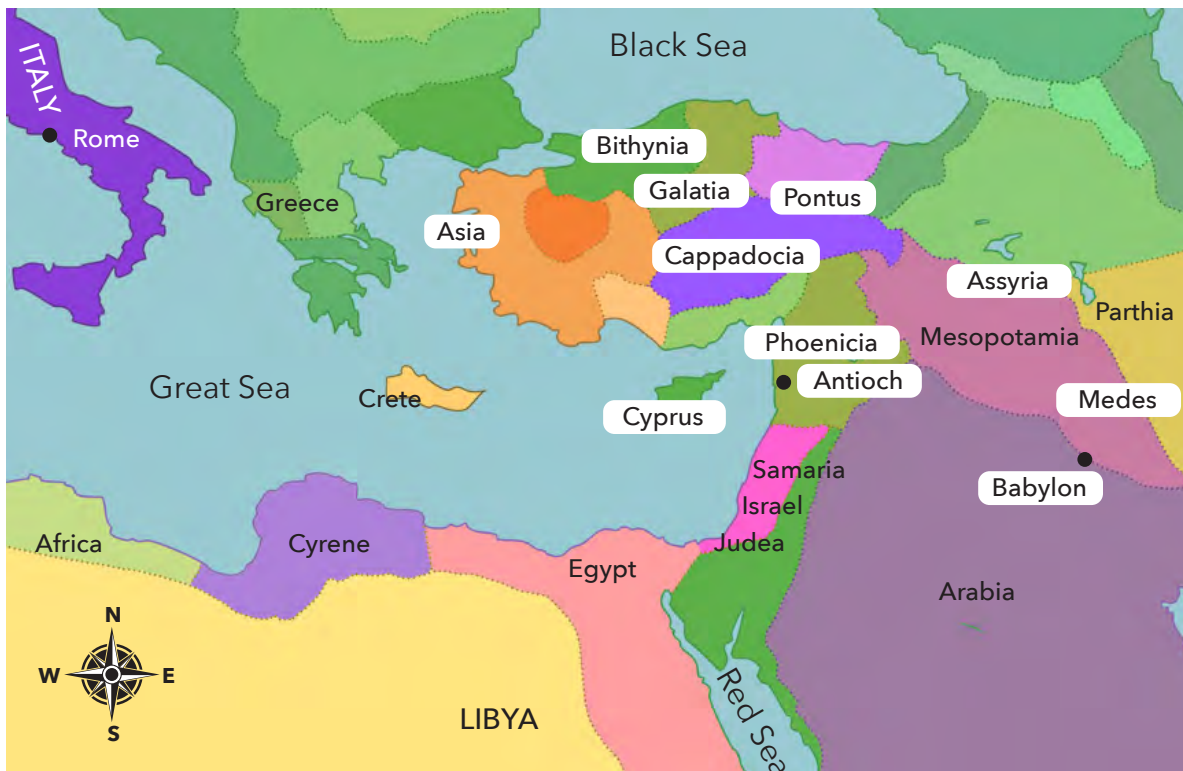 Black Sea
ITALY
Rome
Bithynia
Galatia
Pontus
Greece
Asia
Cappadocia
Assyria
Parthia
Mesopotamia
Phoenicia
Great Sea
Antioch
Crete
Cyprus
Medes
Samaria
Babylon
Israel
Judea
Africa
Cyrene
Egypt
Arabia
N
W
E
S
LIBYA
Red Sea